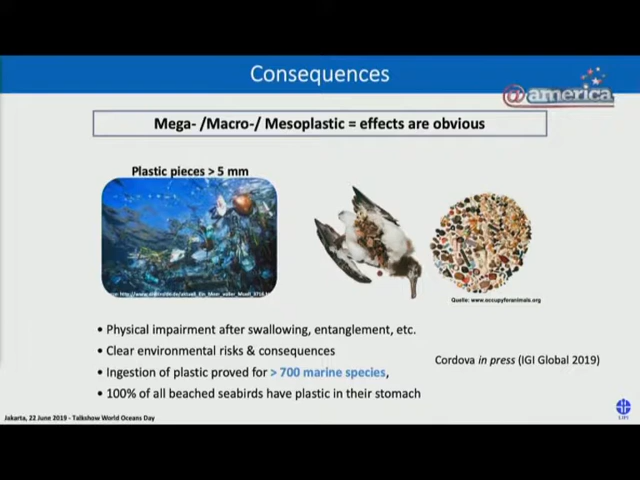 Consequences
@america
Mega- /Macro-/ Mesoplastic = effects are obvious
Plastic pieces > 5 mm
Quelle: www.occupyforanimals.org
• Physical impairment after swallowing, entanglement, etc.
• Clear environmental risks & consequences
Cordova in press (IGI Global 2019)
• Ingestion of plastic proved for > 700 marine species,
• 100% of all beached seabirds have plastic in their stomach
Jakarta, 22 June 2019 - Talkshow World Oceans Day
LIPI